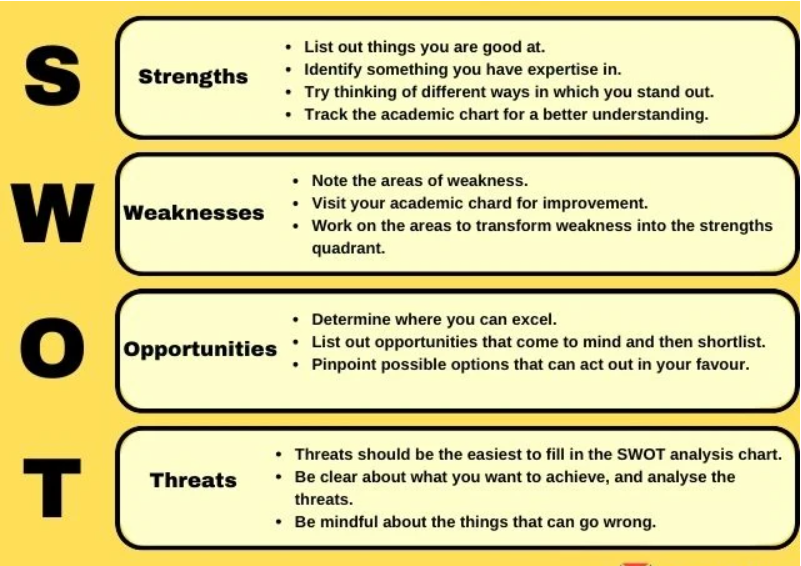 S
Strengths
• List out things you are good at.
• Identify something you have expertise in.
• Try thinking of different ways in which you stand out.
• Track the academic chart for a better understanding.
W
Weaknesses
• Note the areas of weakness.
• Visit your academic chard for improvement.
• Work on the areas to transform weakness into the strengths
quadrant.
O
Opportunities
• Determine where you can excel.
• List out opportunities that come to mind and then shortlist.
• Pinpoint possible options that can act out in your favour.
T
Threats
• Threats should be the easiest to fill in the SWOT analysis chart.
• Be clear about what you want to achieve, and analyse the
threats.
• Be mindful about the things that can go wrong.